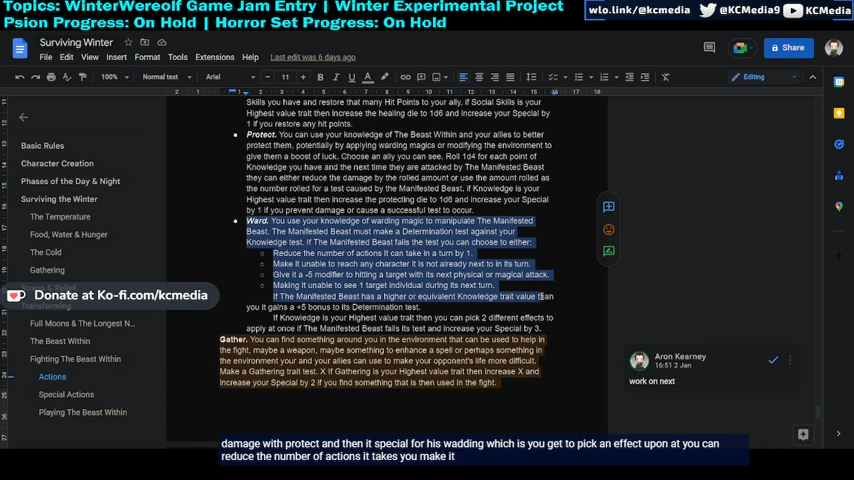 Topics: WinterWereolf Game Jam Entry | Winter Experimental Project
Psion Progress: On Hold | Horror Set Progress: On Hold
wlo.link/@kcmedia
@KCMedia9
KCMedia
Surviving Winter
File Edit View Insert Format Tools Extensions Help Last edit was 6 days ago
Share
100%
Normal text
Arial
11
Editing
Basic Rules
Character Creation
Phases of the Day & Night
Surviving the Winter
The Temperature
Food, Water & Hunger
The Cold
Gathering
Donate at Ko-fi.com/kcmedia
Full Moons & The Longest N...
The Beast Within
Fighting The Beast Within
Actions
Special Actions
Playing The Beast Within
Skills you have and restore that many Hit Points to your ally. if Social Skills is your
Highest value trait then increase the healing die to 1d6 and increase your Special by
1 if you restore any hit points.
Protect. You can use your knowledge of The Beast Within and your allies to better
protect them, potentially by applying warding magics or modifying the environment to
give them a boost of luck. Choose an ally you can see. Roll 1d4 for each point of
Knowledge you have and the next time they are attacked by The Manifested Beast
they can either reduce the damage by the rolled amount or use the amount rolled as
the number rolled for a test caused by the Manifested Beast. if Knowledge is your
Highest value trait then increase the protecting die to 1d6 and increase your Special
by 1 if you prevent damage or cause a successful test to occur.
Ward. You use your knowledge of warding magic to manipulate The Manifested
Beast. The Manifested Beast must make a Determination test against your
Knowledge test. If The Manifested Beast fails the test you can choose to either:
Reduce the number of actions it can take in a turn by 1.
Make it unable to reach any character it is not already next to in its turn.
Give it a -5 modifier to hitting a target with its next physical or magical attack.
Making it unable to see 1 target individual during its next turn.
If The Manifested Beast has a higher or equivalent Knowledge trait value than
you it gains a +5 bonus to its Determination test.
If Knowledge is your Highest value trait then you can pick 2 different effects to
apply at once if The Manifested Beast fails its test and increase your Special by 3.
Gather. You can find something around you in the environment that can be used to help in
the fight, maybe a weapon, maybe something to enhance a spell or perhaps something in
the environment your and your allies can use to make your opponent's life more difficult.
Make a Gathering trait test. X If Gathering is your Highest value trait then increase X and
increase your Special by 2 if you find something that is then used in the fight.
Aron Kearney
16:51 2 Jan
work on next
damage with protect and then it special for his wadding which is you get to pick an effect upon at you can
reduce the number of actions it takes you make it